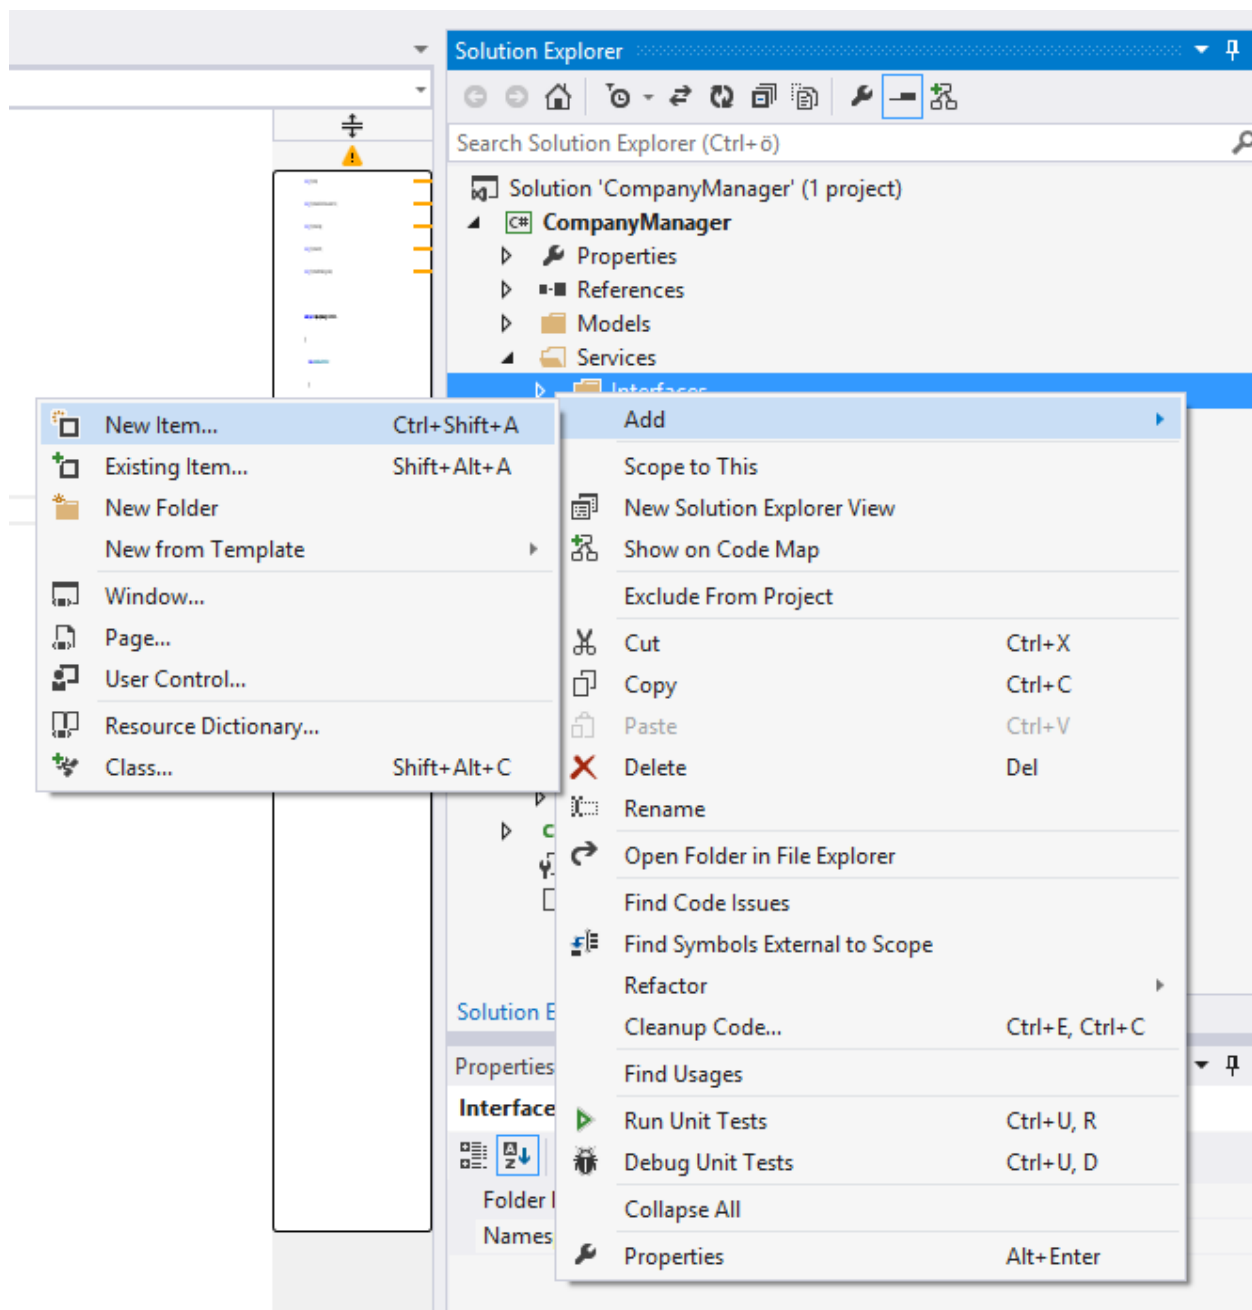 Solution Explorer
Search Solution Explorer (Ctrl+ö)
Solution 'CompanyManager' (1 project)
C# CompanyManager
Properties
References
Models
Services
Interfaces
New Item... Ctrl+Shift+A
Existing Item... Shift+Alt+A
New Folder
New from Template
Window...
Page...
User Control...
Resource Dictionary...
Class... Shift+Alt+C
Add
Scope to This
New Solution Explorer View
Show on Code Map
Exclude From Project
Cut Ctrl+X
Copy Ctrl+C
Paste Ctrl+V
Delete Del
Rename
Open Folder in File Explorer
Find Code Issues
Find Symbols External to Scope
Refactor
Cleanup Code... Ctrl+E, Ctrl+C
Find Usages
Run Unit Tests Ctrl+U, R
Debug Unit Tests Ctrl+U, D
Collapse All
Properties Alt+Enter
Solution E
Properties
Interface
Folder
Names